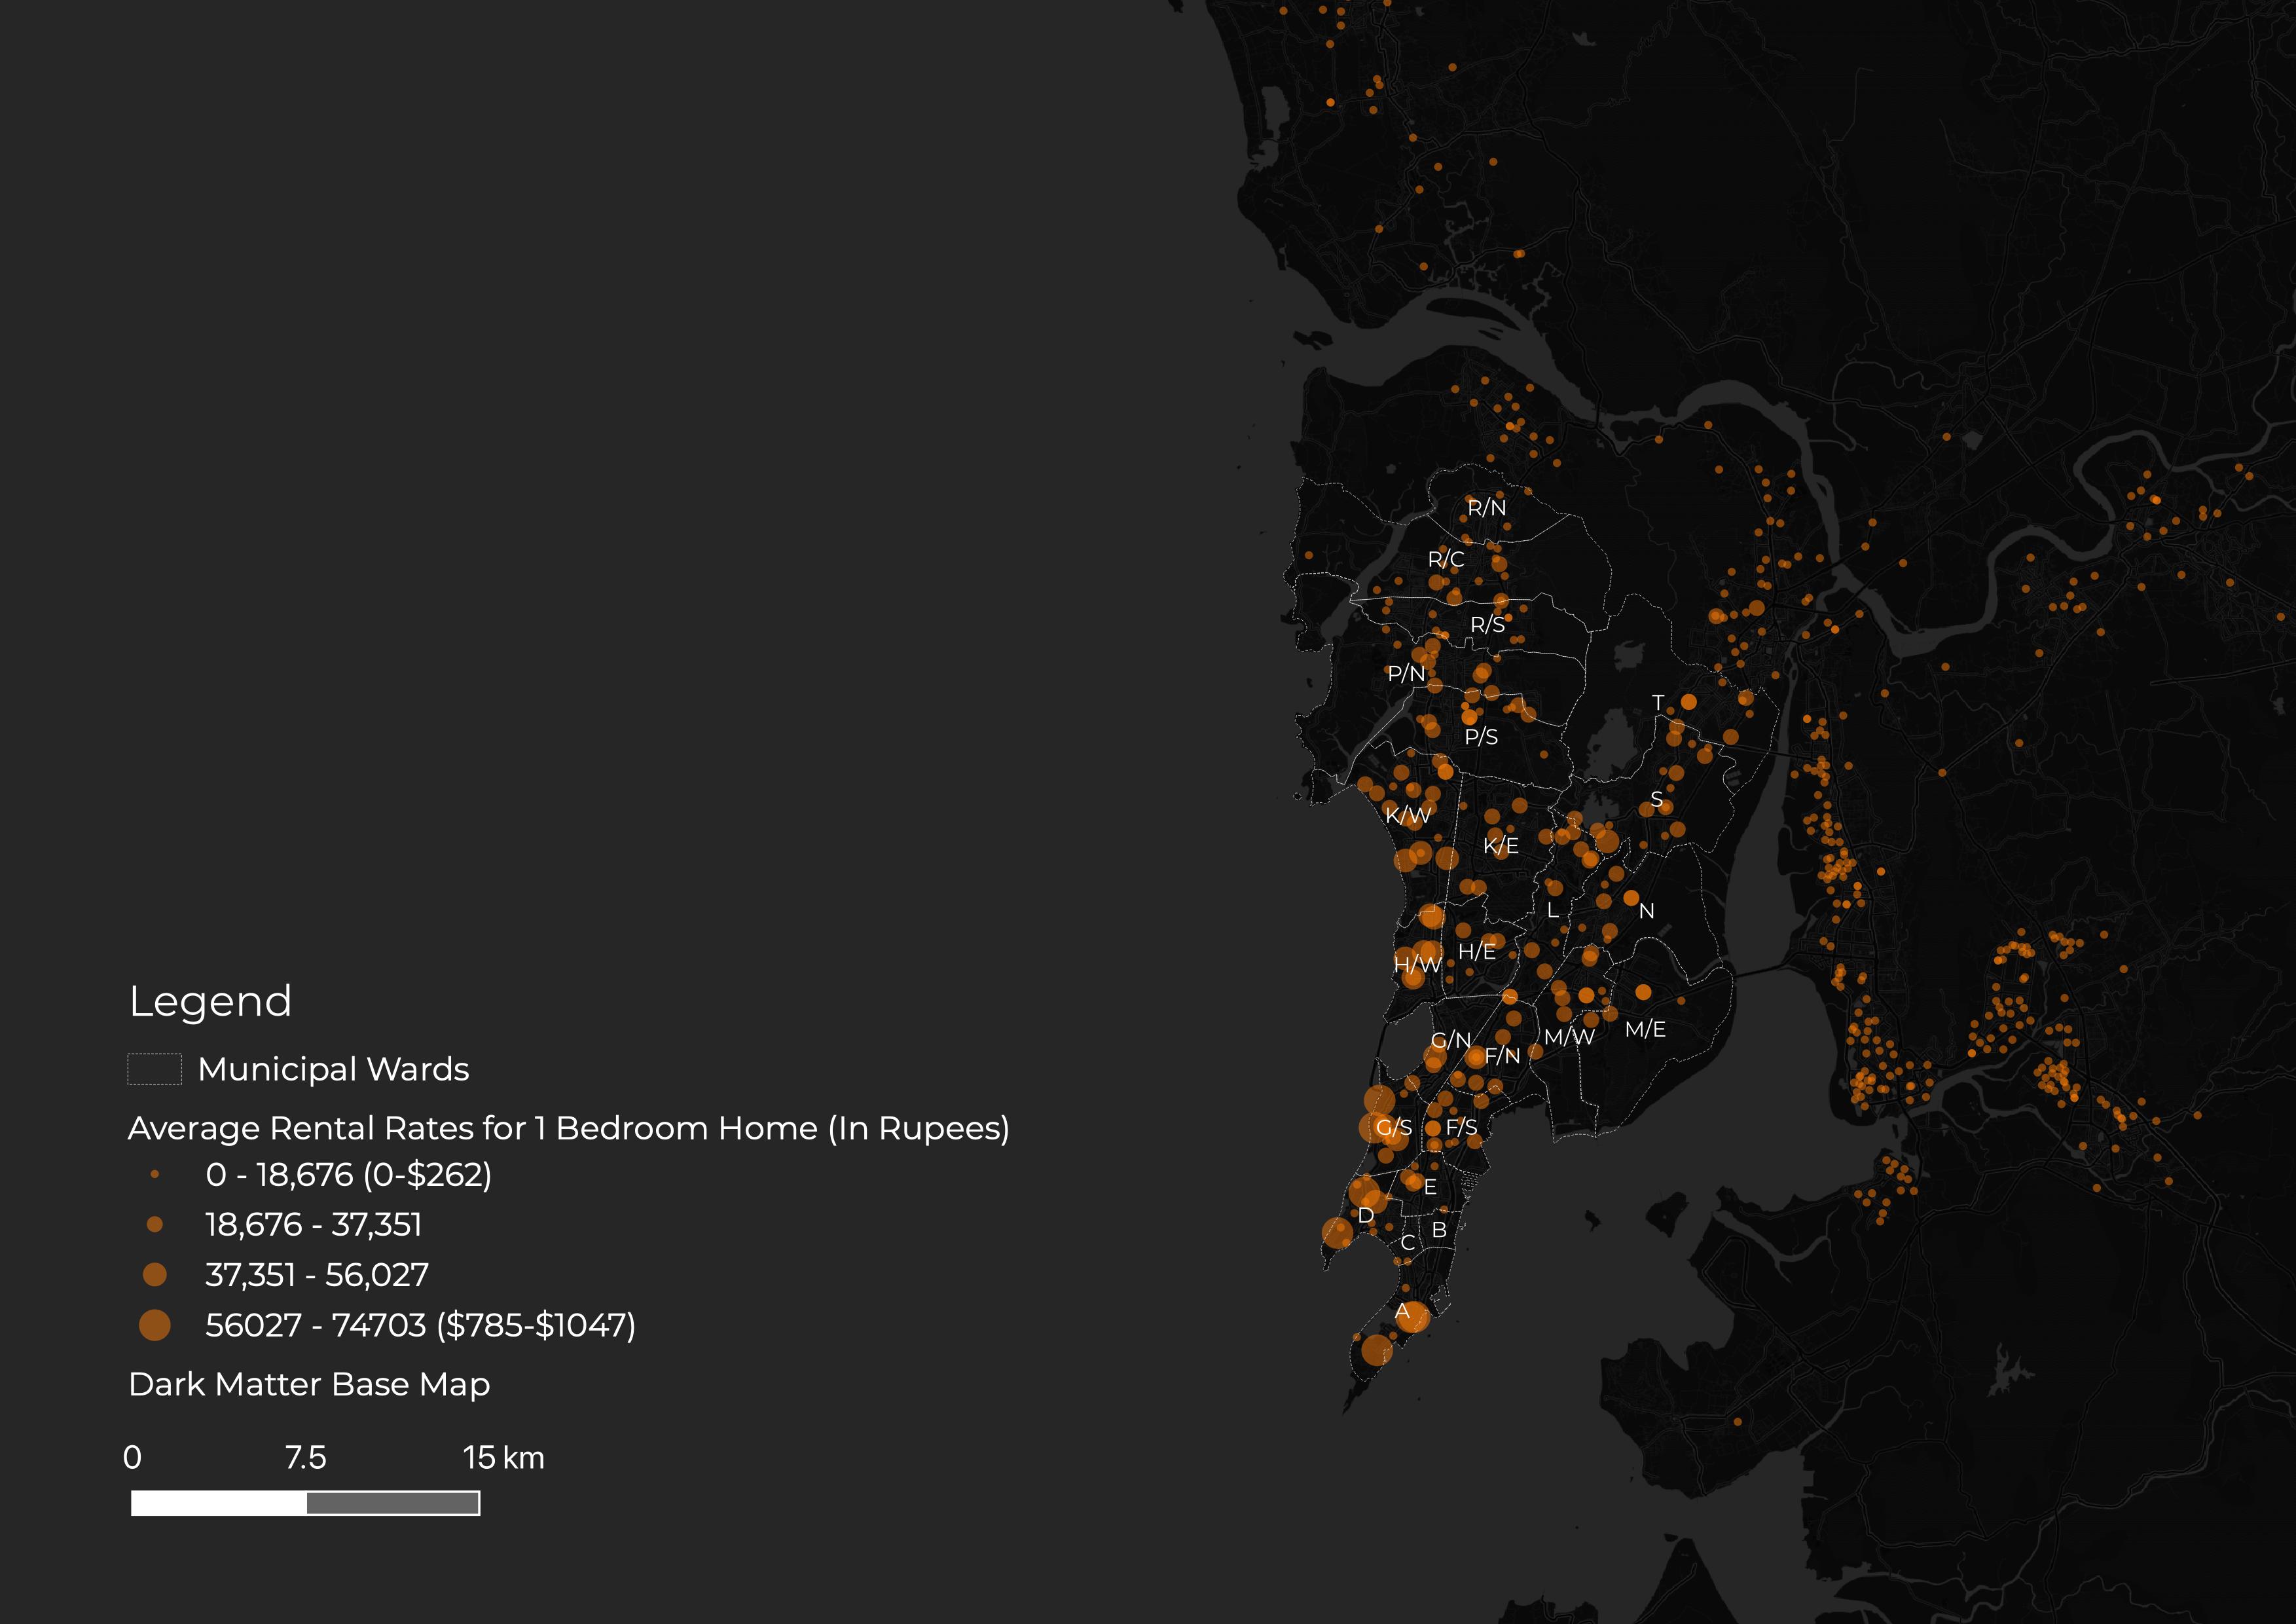 R/N
R/C
R/S
P/N
T
P/S
S
K/W
K/E
L
N
H/E
H/W
G/N
F/N
M/W
M/E
G/S
F/S
E
D
B
C
A
Legend
Municipal Wards
Average Rental Rates for 1 Bedroom Home (In Rupees)
0 - 18,676 (0-$262)
18,676 - 37,351
37,351 - 56,027
56027 - 74703 ($785-$1047)
Dark Matter Base Map
0 7.5 15 km